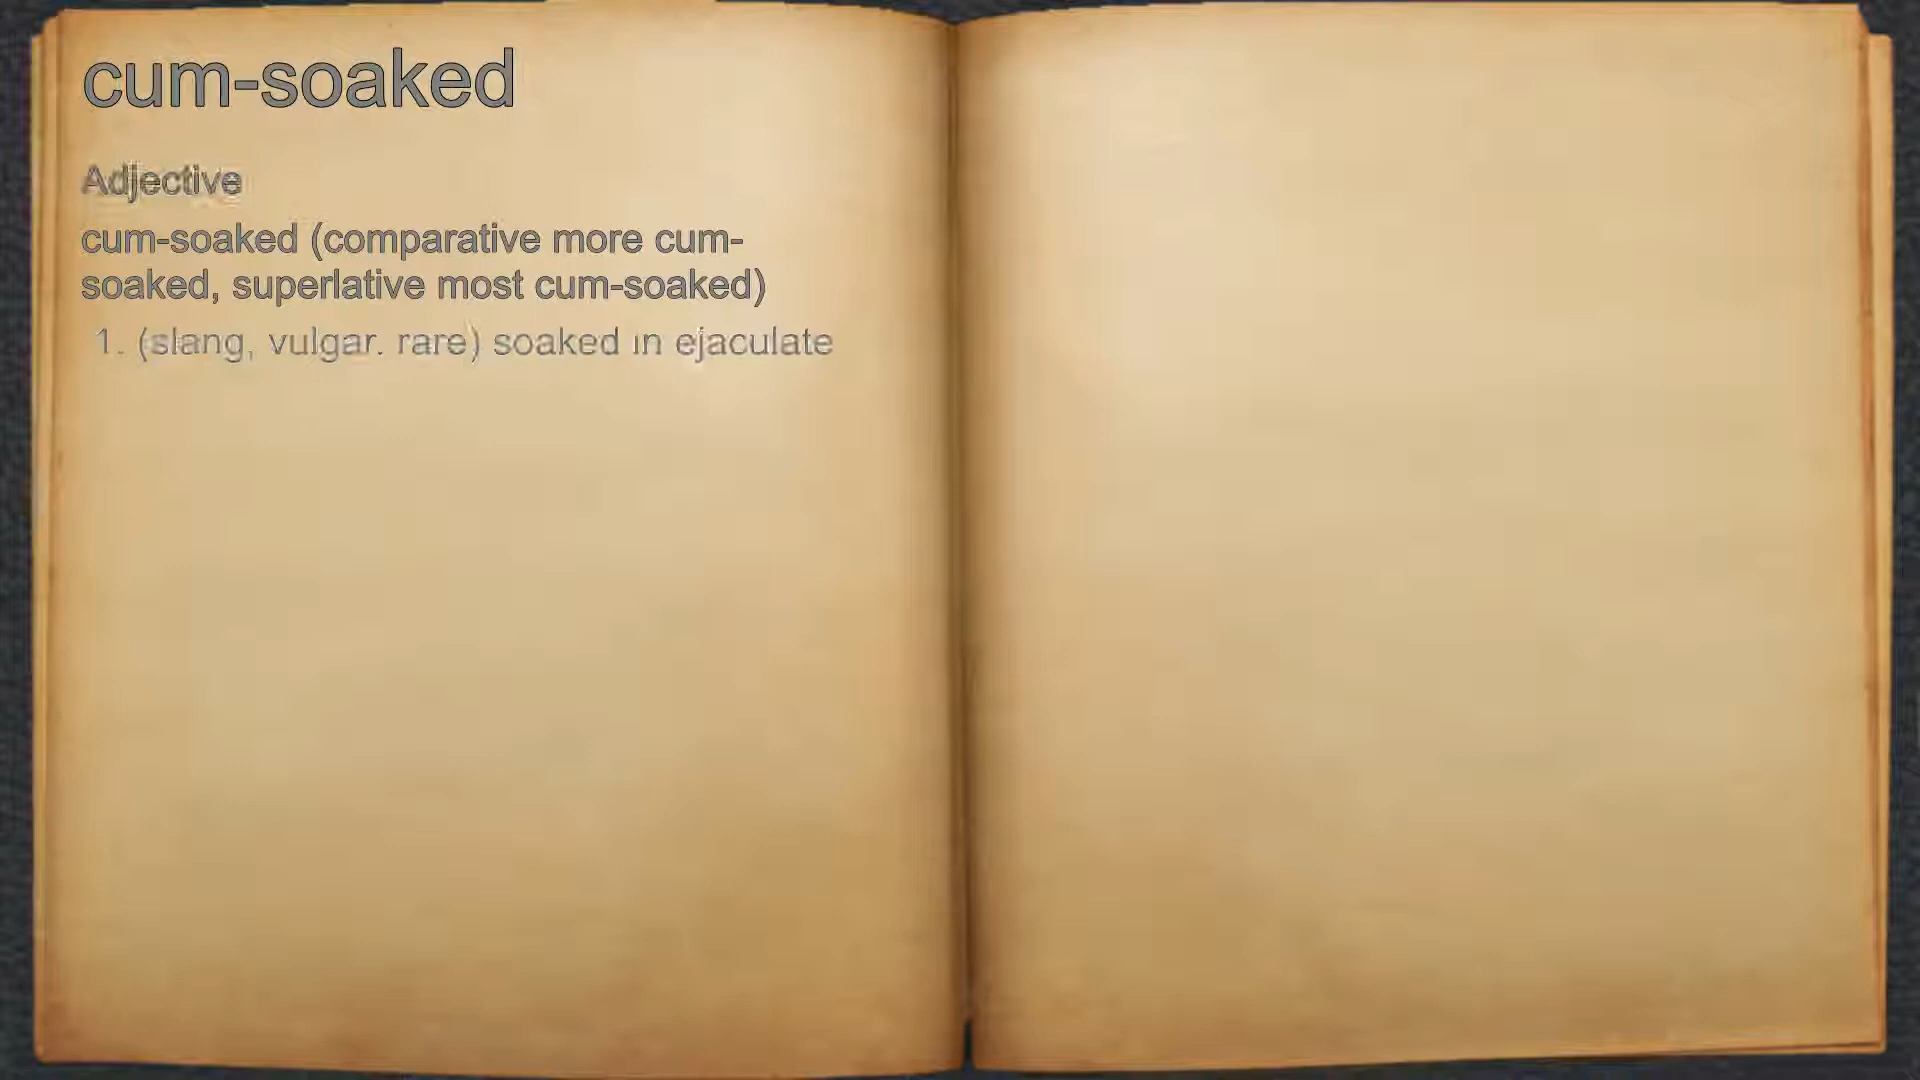 cum-soaked
Adjective
cum-soaked (comparative more cum-
soaked, superlative most cum-soaked)
1. (slang, vulgar. rare) soaked in ejaculate